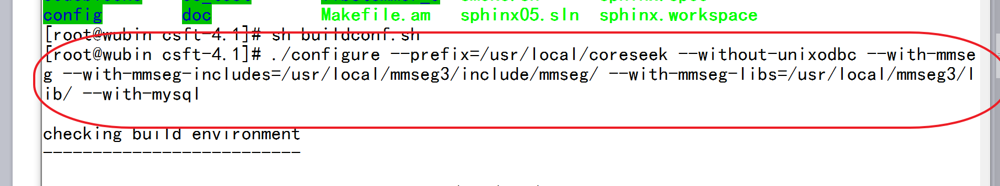 config doc Makefile.am sphinx05.sln sphinx.workspace
[root@wubin csft-4.1]# sh buildconf.sh
[root@wubin csft-4.1]# ./configure --prefix=/usr/local/coreseek --without-unixodbc --with-mmse
g --with-mmseg-includes=/usr/local/mmseg3/include/mmseg/ --with-mmseg-libs=/usr/local/mmseg3/l
ib/ --with-mysql
checking build environment
--------------------------